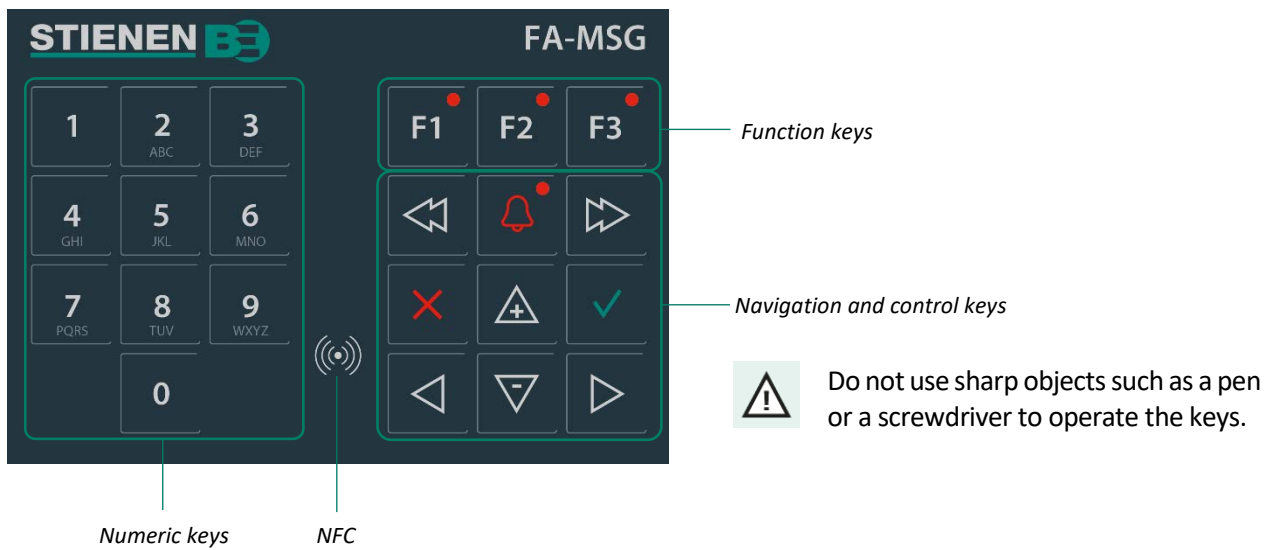 STIENEN BE
FA-MSG
1
2
3
ABC
DEF
4
5
6
GHI
JKL
MNO
7
8
9
PQRS
TUV
WXYZ
0
F1
F2
F3
+
-
Function keys
Navigation and control keys
!
Do not use sharp objects such as a pen
or a screwdriver to operate the keys.
Numeric keys
NFC